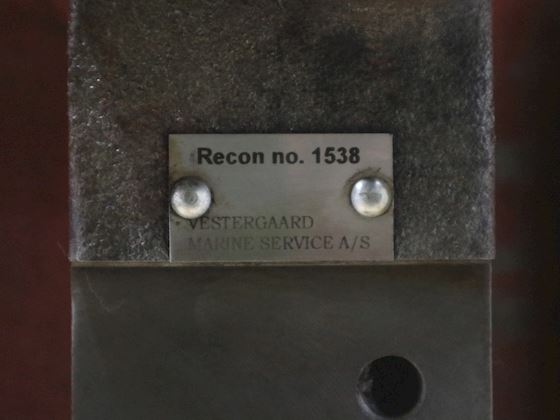 Recon no. 1538
VESTERGAARD
MARINE SERVICE A/S